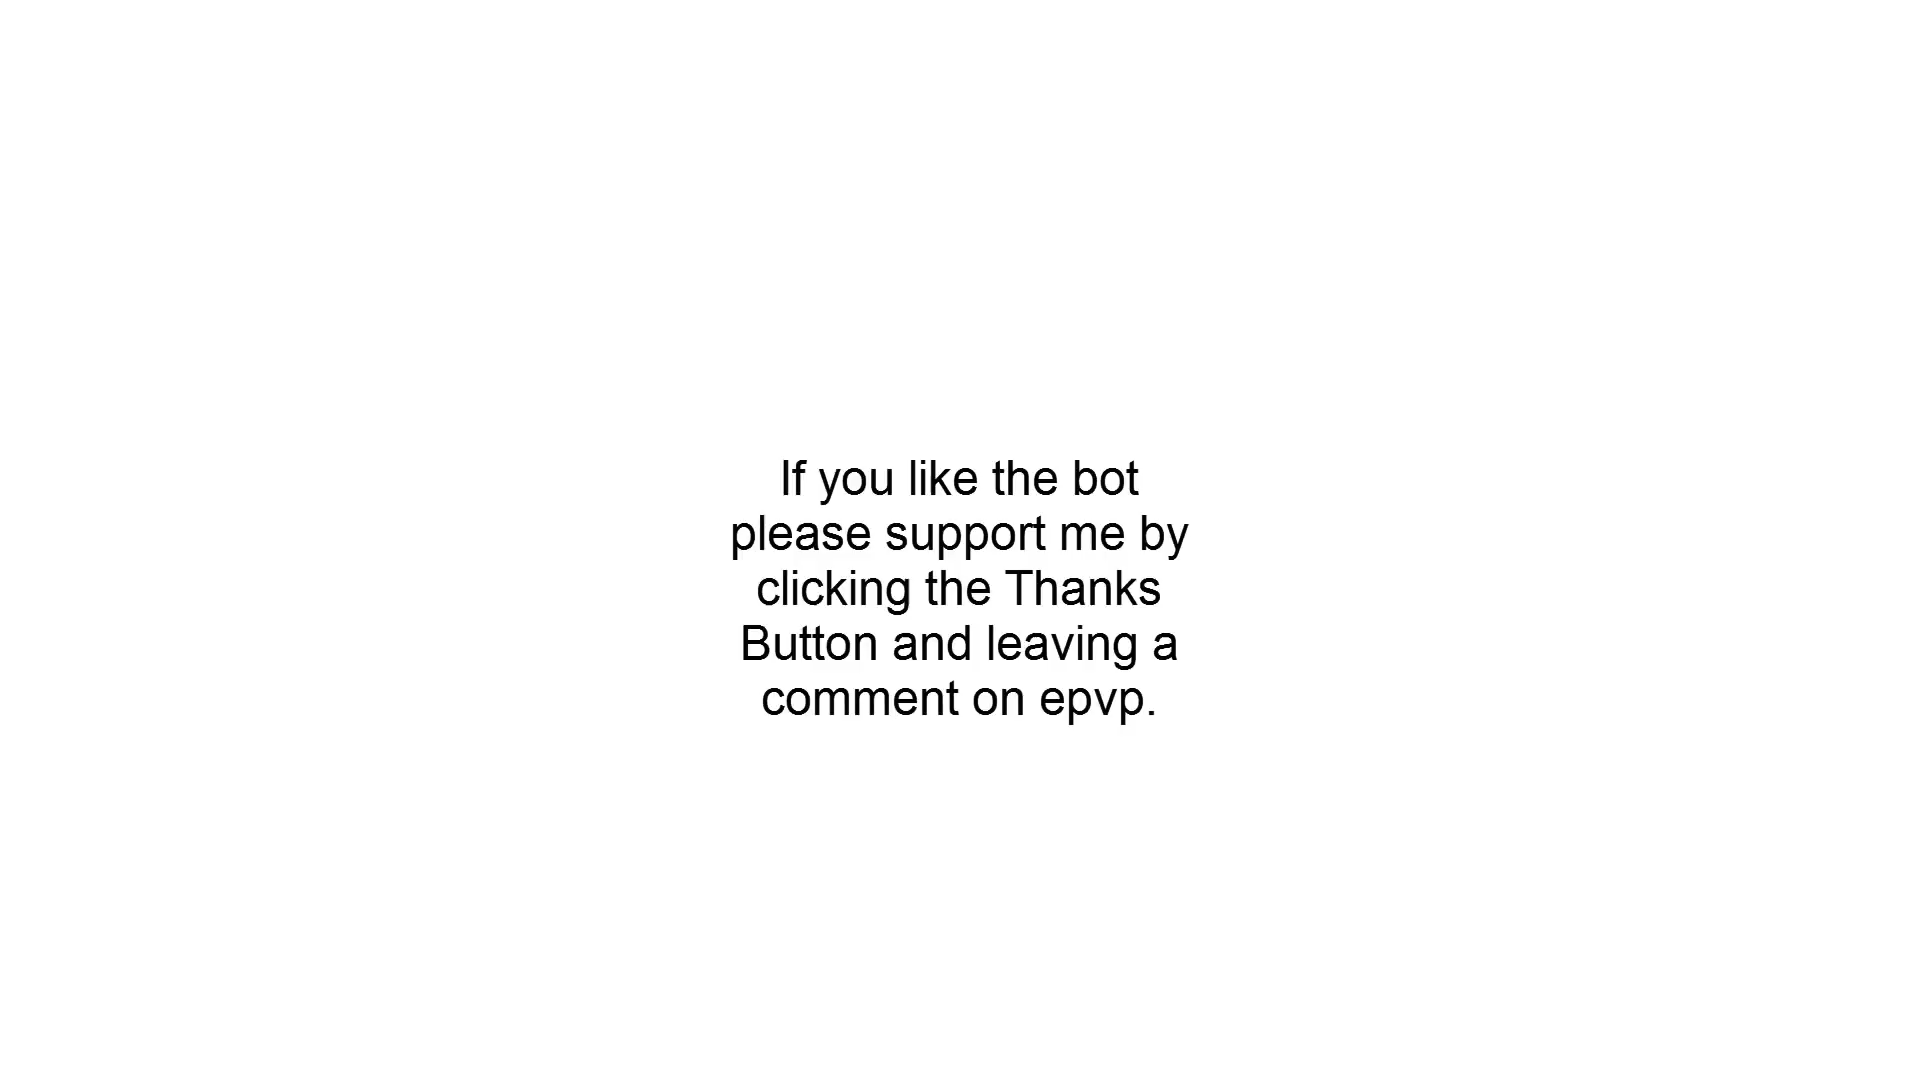 If you like the bot
please support me by
clicking the Thanks
Button and leaving a
comment on epvp.